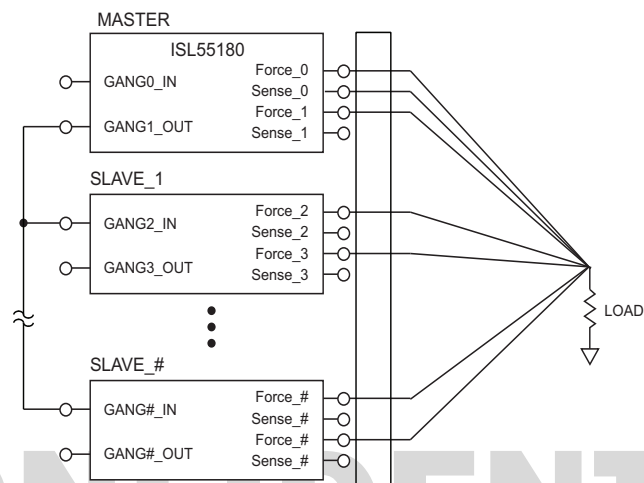 MASTER
ISL55180
GANG0_IN
GANG1_OUT
Force_0
Sense_0
Force_1
Sense_1
SLAVE_1
GANG2_IN
GANG3_OUT
Force_2
Sense_2
Force_3
Sense_3
LOAD
SLAVE_#
GANG#_IN
GANG#_OUT
Force_#
Sense_#
Force_#
Sense_#